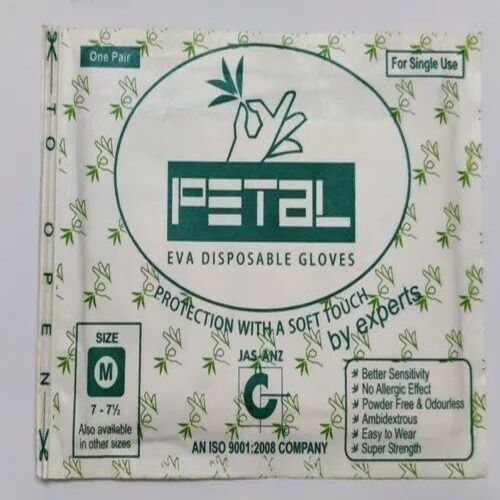 One Pair
For Single Use
PETAL
EVA DISPOSABLE GLOVES
PROTECTION WITH A SOFT TOUCH
by experts
TO OPEN
SIZE
M
7 - 7½
Also available
in other sizes
JAS-ANZ
C
AN ISO 9001:2008 COMPANY
Better Sensitivity
No Allergic Effect
Powder Free & Odourless
Ambidextrous
Easy to Wear
Super Strength